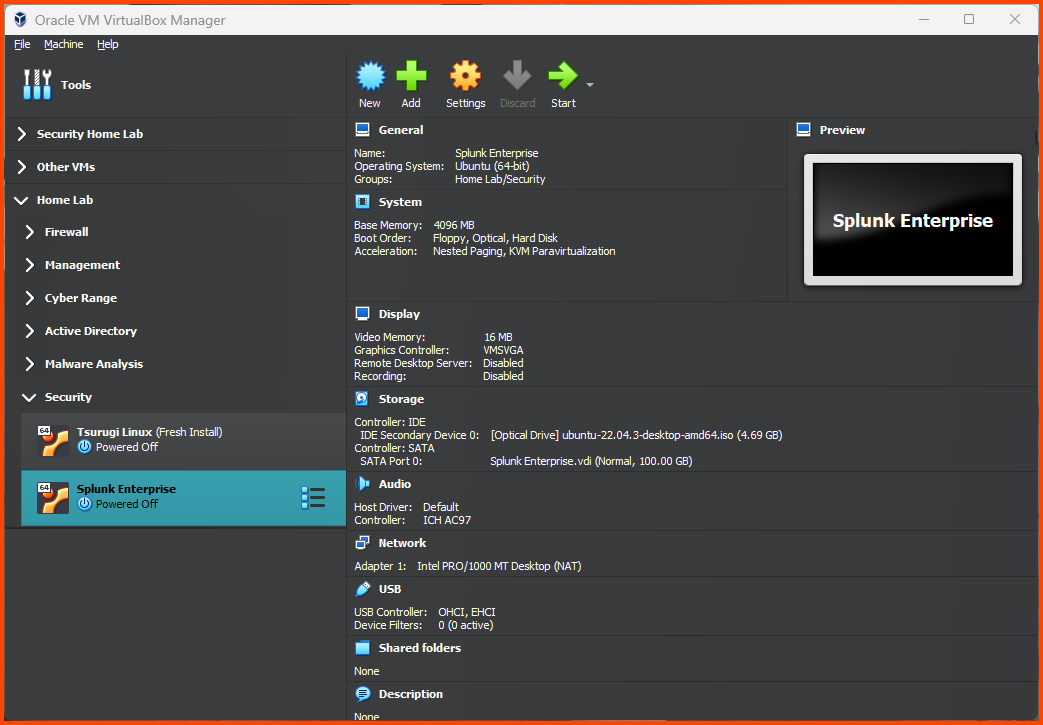 Oracle VM VirtualBox Manager
File Machine Help
Tools
New Add Settings Discard Start
Security Home Lab
Other VMs
Home Lab
Firewall
Management
Cyber Range
Active Directory
Malware Analysis
Security
64
Tsurugi Linux (Fresh Install)
Powered Off
64
Splunk Enterprise
Powered Off
General
Name: Splunk Enterprise
Operating System: Ubuntu (64-bit)
Groups: Home Lab/Security
Preview
Splunk Enterprise
System
Base Memory: 4096 MB
Boot Order: Floppy, Optical, Hard Disk
Acceleration: Nested Paging, KVM Paravirtualization
Display
Video Memory: 16 MB
Graphics Controller: VMSVGA
Remote Desktop Server: Disabled
Recording: Disabled
Storage
Controller: IDE
IDE Secondary Device 0: [Optical Drive] ubuntu-22.04.3-desktop-amd64.iso (4.69 GB)
Controller: SATA
SATA Port 0: Splunk Enterprise.vdi (Normal, 100.00 GB)
Audio
Host Driver: Default
Controller: ICH AC97
Network
Adapter 1: Intel PRO/1000 MT Desktop (NAT)
USB
USB Controller: OHCI, EHCI
Device Filters: 0 (0 active)
Shared folders
None
Description
None